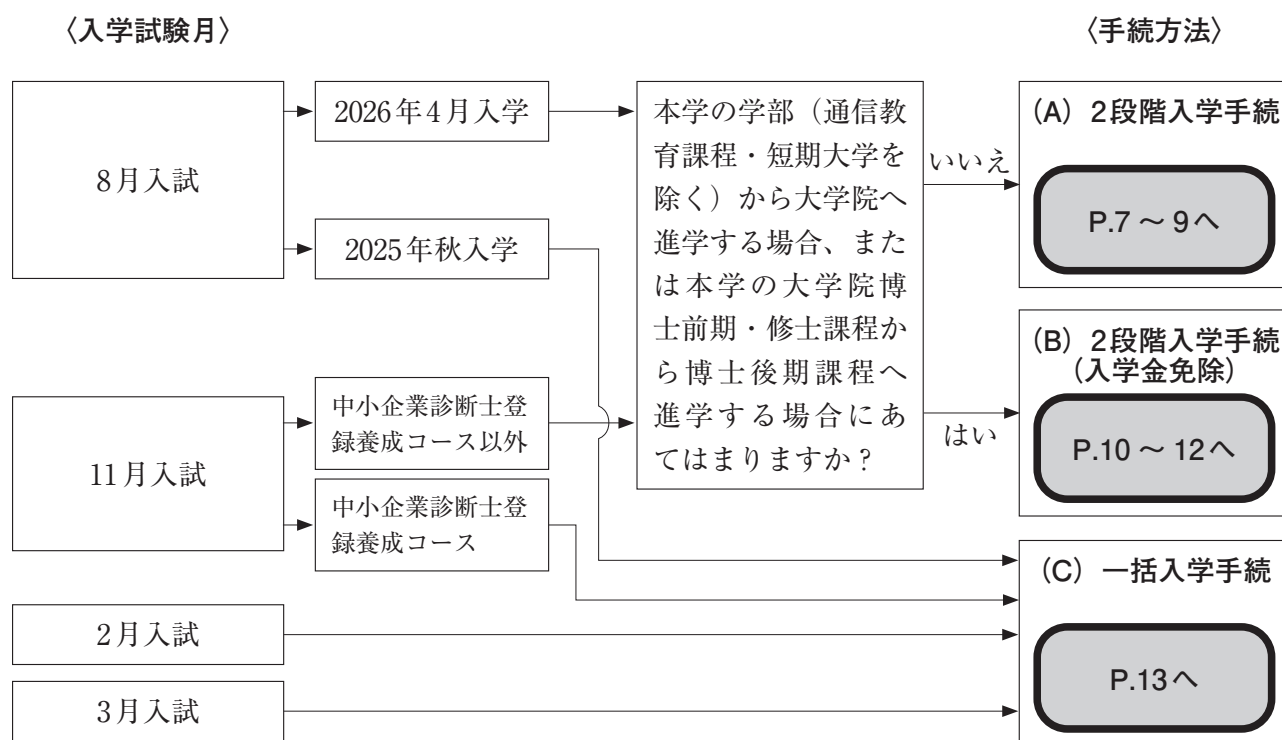 〈入学試験月〉
〈手続方法〉
8月入試
2026年4月入学
2025年秋入学
本学の学部（通信教
育課程・短期大学を
除く）から大学院へ
進学する場合、また
は本学の大学院博
士前期・修士課程か
ら博士後期課程へ
進学する場合にあ
てはまりますか？
いいえ
はい
(A) 2段階入学手続
P.7 ～ 9へ
(B) 2段階入学手続
(入学金免除)
P.10 ～ 12へ
11月入試
中小企業診断士登
録養成コース以外
中小企業診断士登
録養成コース
(C) 一括入学手続
P.13へ
2月入試
3月入試